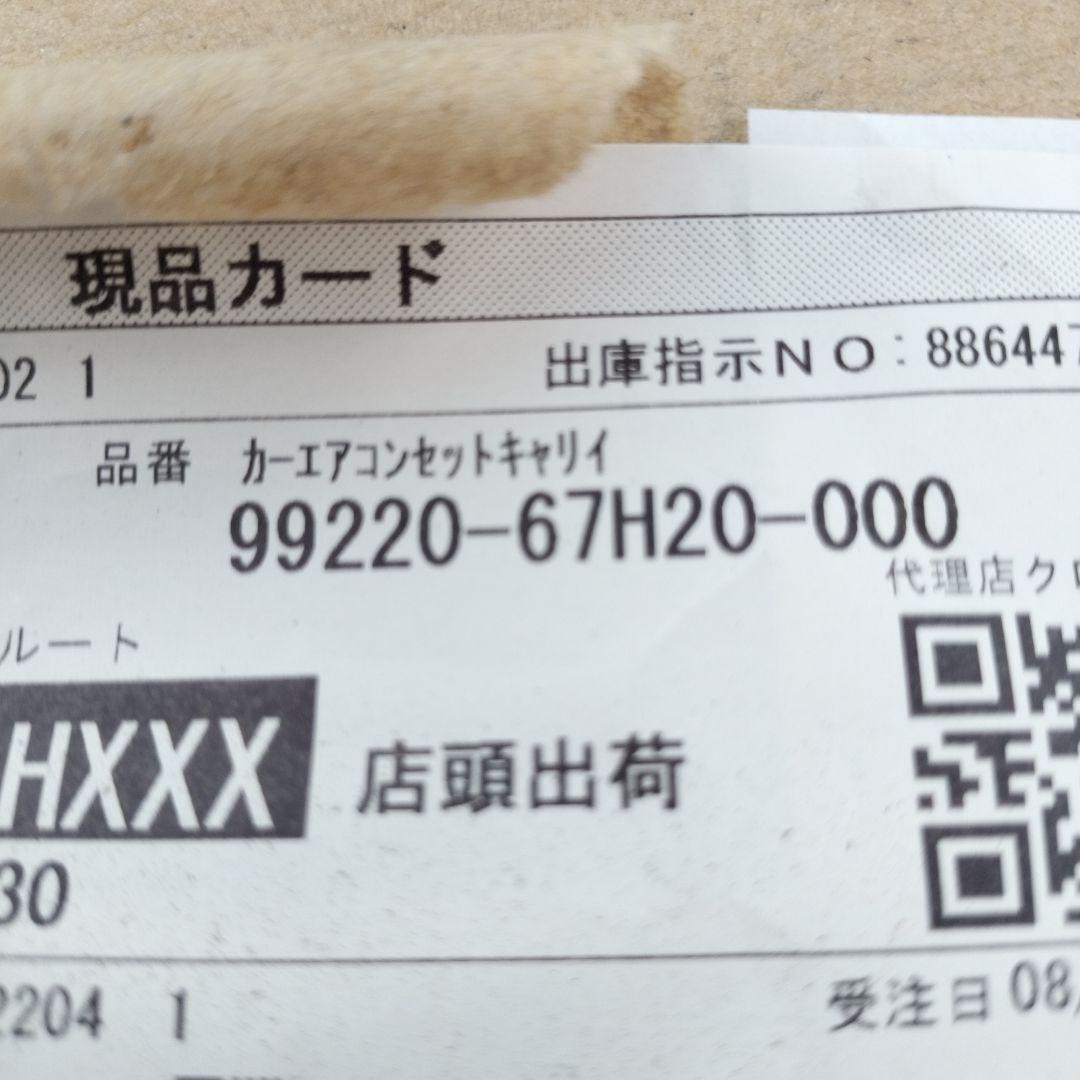 現品カード
02 1
出庫指示NO:886447
品番 カーエアコンセットキャリイ
99220-67H20-000
代理店クロ
ルート
HXXX
店頭出荷
30
2204 1
受注日 08/